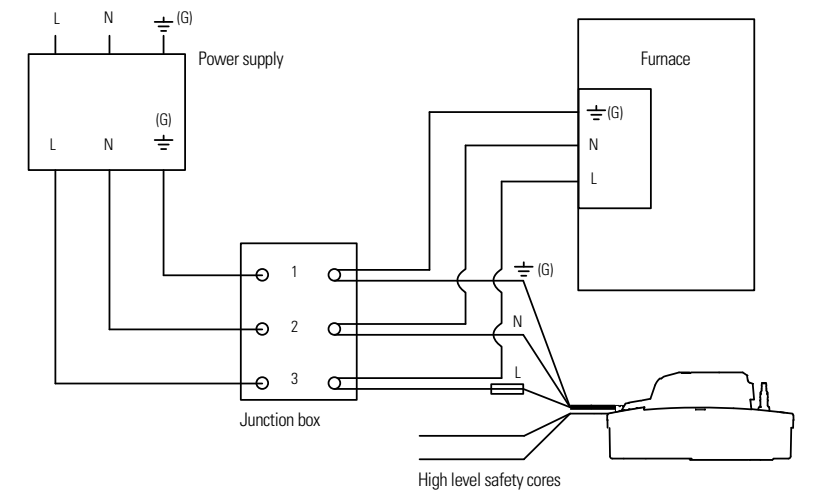 L N (G)
Power supply
Furnace
(G)
L N
(G)
N
L
1
(G)
2
N
3
L
Junction box
High level safety cores